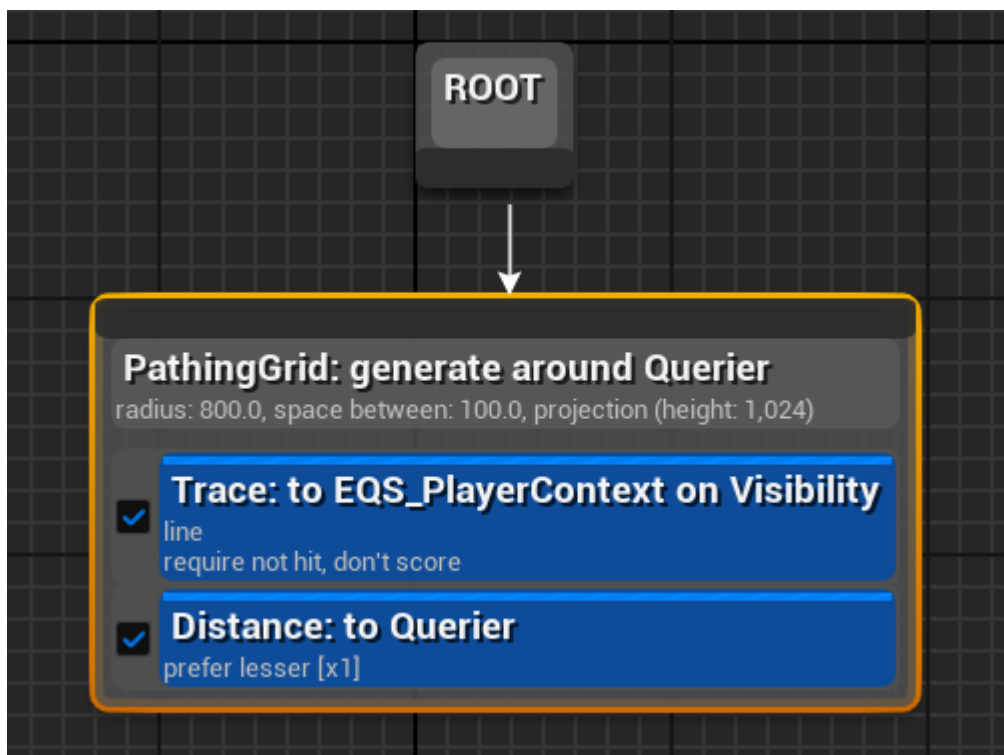 ROOT
PathingGrid: generate around Querier
radius: 800.0, space between: 100.0, projection (height: 1,024)
Trace: to EQS_PlayerContext on Visibility
line
require not hit, don't score
Distance: to Querier
prefer lesser [x1]